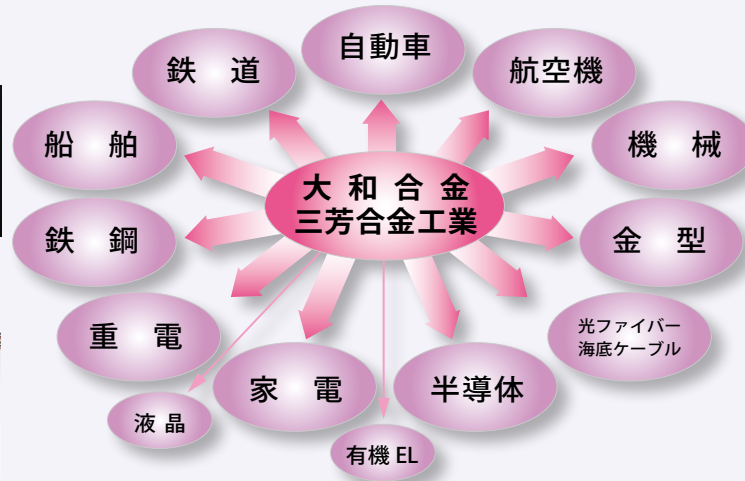 自動車
鉄 道
航空機
船 舶
機 械
大和合金
三芳合金工業
鉄 鋼
金 型
重 電
光ファイバー
海底ケーブル
家 電
半導体
液 晶
有機 EL